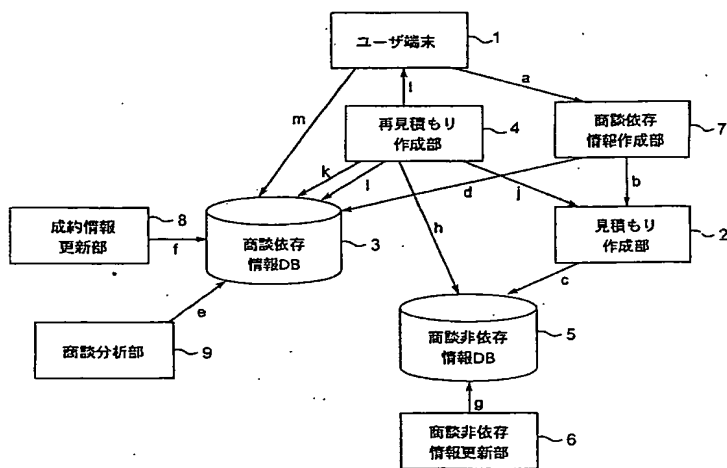 ユーザ端末
1
a
l
m
再見積もり
作成部
4
商談依存
情報作成部
7
k
l
d
j
b
成約情報
更新部
8
f
商談依存
情報DB
3
h
見積もり
作成部
2
c
e
商談分析部
9
商談非依存
情報DB
5
g
商談非依存
情報更新部
6